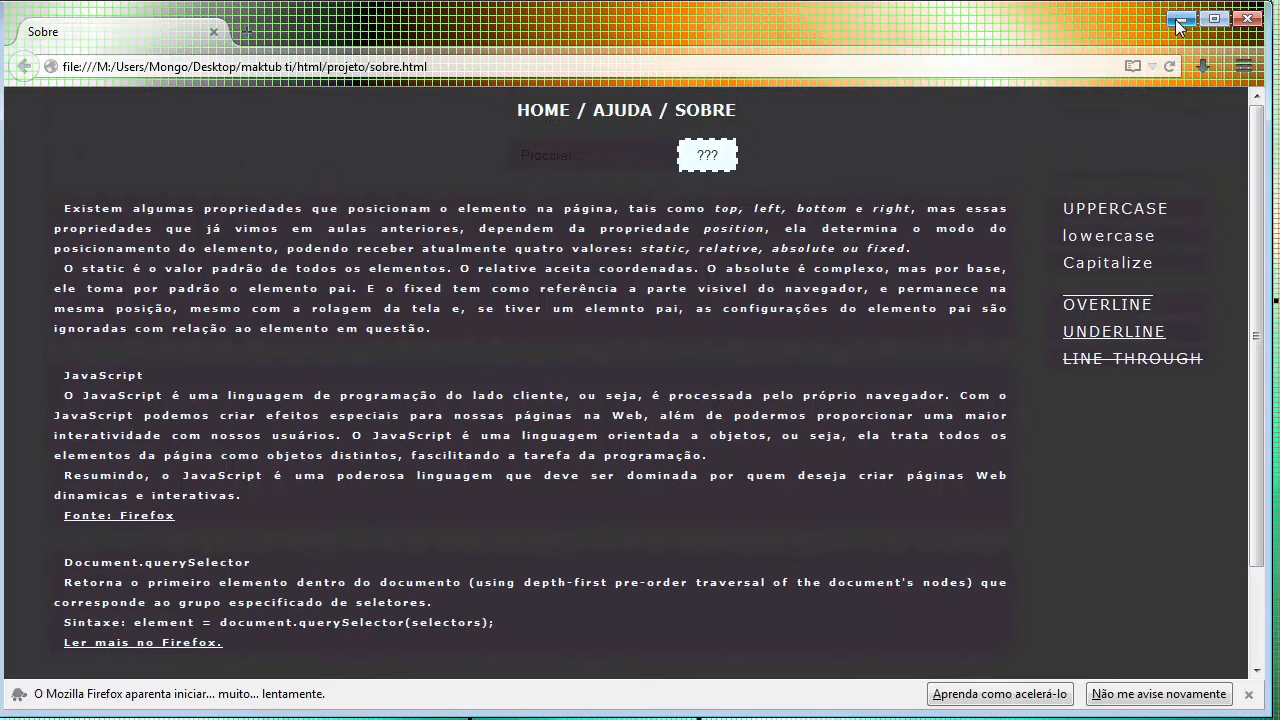 Sobre
file:///M:/Users/Mongo/Desktop/maktub ti/html/projeto/sobre.html
HOME / AJUDA / SOBRE
Procurar... ???
Existem algumas propriedades que posicionam o elemento na página, tais como top, left, bottom e right, mas essas
propriedades que já vimos em aulas anteriores, dependem da propriedade position, ela determina o modo do
posicionamento do elemento, podendo receber atualmente quatro valores: static, relative, absolute ou fixed.
O static é o valor padrão de todos os elementos. O relative aceita coordenadas. O absolute é complexo, mas por base,
ele toma por padrão o elemento pai. E o fixed tem como referência a parte visivel do navegador, e permanece na
mesma posição, mesmo com a rolagem da tela e, se tiver um elemnto pai, as configurações do elemento pai são
ignoradas com relação ao elemento em questão.
JavaScript
O JavaScript é uma linguagem de programação do lado cliente, ou seja, é processada pelo próprio navegador. Com o
JavaScript podemos criar efeitos especiais para nossas páginas na Web, além de podermos proporcionar uma maior
interatividade com nossos usuários. O JavaScript é uma linguagem orientada a objetos, ou seja, ela trata todos os
elementos da página como objetos distintos, fascilitando a tarefa da programação.
Resumindo, o JavaScript é uma poderosa linguagem que deve ser dominada por quem deseja criar páginas Web
dinamicas e interativas.
Fonte: Firefox
Document.querySelector
Retorna o primeiro elemento dentro do documento (using depth-first pre-order traversal of the document's nodes) que
corresponde ao grupo especificado de seletores.
Sintaxe: element = document.querySelector(selectors);
Ler mais no Firefox.
UPPERCASE
lowercase
Capitalize
OVERLINE
UNDERLINE
LINE-THROUGH
O Mozilla Firefox aparenta iniciar... muito... lentamente. Aprenda como acelerá-lo Não me avise novamente